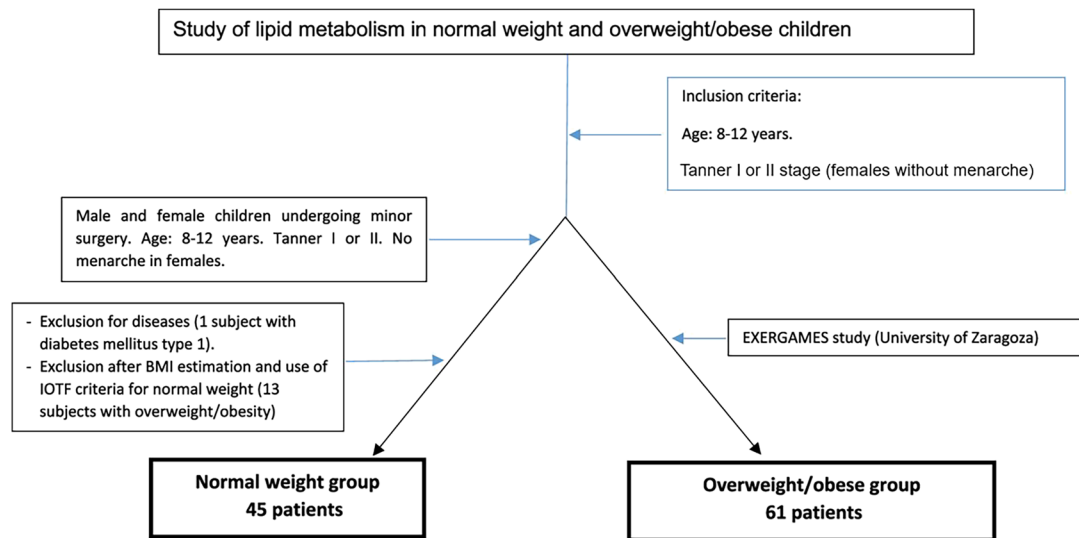 Study of lipid metabolism in normal weight and overweight/obese children
Inclusion criteria:
Age: 8-12 years.
Tanner I or II stage (females without menarche)
Male and female children undergoing minor
surgery. Age: 8-12 years. Tanner I or II. No
menarche in females.
- Exclusion for diseases (1 subject with
diabetes mellitus type 1).
- Exclusion after BMI estimation and use of
IOTF criteria for normal weight (13
subjects with overweight/obesity)
EXERGAMES study (University of Zaragoza)
Normal weight group
45 patients
Overweight/obese group
61 patients